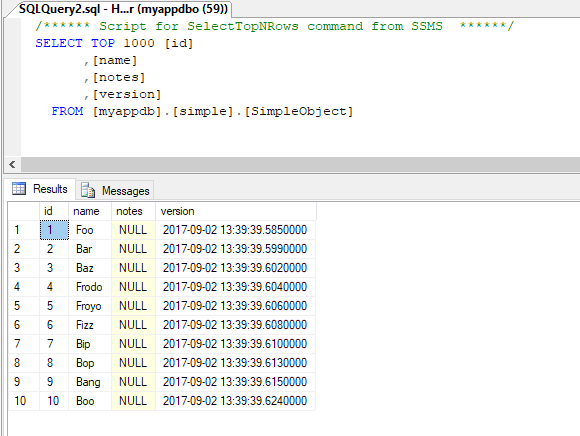 SQLQuery2.sql - H...r (myappdbo (59))
/****** Script for SelectTopNRows command from SSMS  ******/
SELECT TOP 1000 [id]
,[name]
,[notes]
,[version]
FROM [myappdb].[simple].[SimpleObject]
Results Messages
id name notes version
1 1 Foo NULL 2017-09-02 13:39:39.5850000
2 2 Bar NULL 2017-09-02 13:39:39.5990000
3 3 Baz NULL 2017-09-02 13:39:39.6020000
4 4 Frodo NULL 2017-09-02 13:39:39.6040000
5 5 Froyo NULL 2017-09-02 13:39:39.6060000
6 6 Fizz NULL 2017-09-02 13:39:39.6080000
7 7 Bip NULL 2017-09-02 13:39:39.6100000
8 8 Bop NULL 2017-09-02 13:39:39.6130000
9 9 Bang NULL 2017-09-02 13:39:39.6150000
10 10 Boo NULL 2017-09-02 13:39:39.6240000